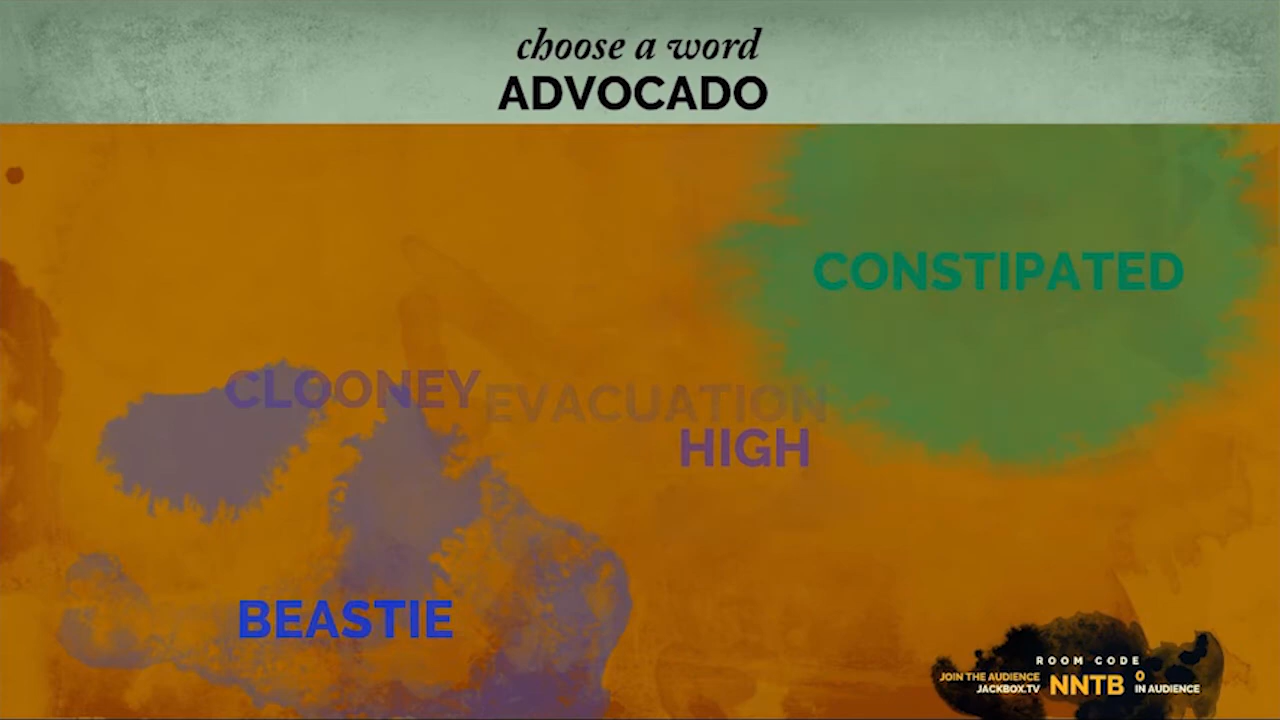 choose a word
ADVOCADO
CONSTIPATED
CLOONEY
EVACUATION
HIGH
BEASTIE
ROOM CODE
JOIN THE AUDIENCE
JACKBOX.TV
NNTB
0
IN AUDIENCE